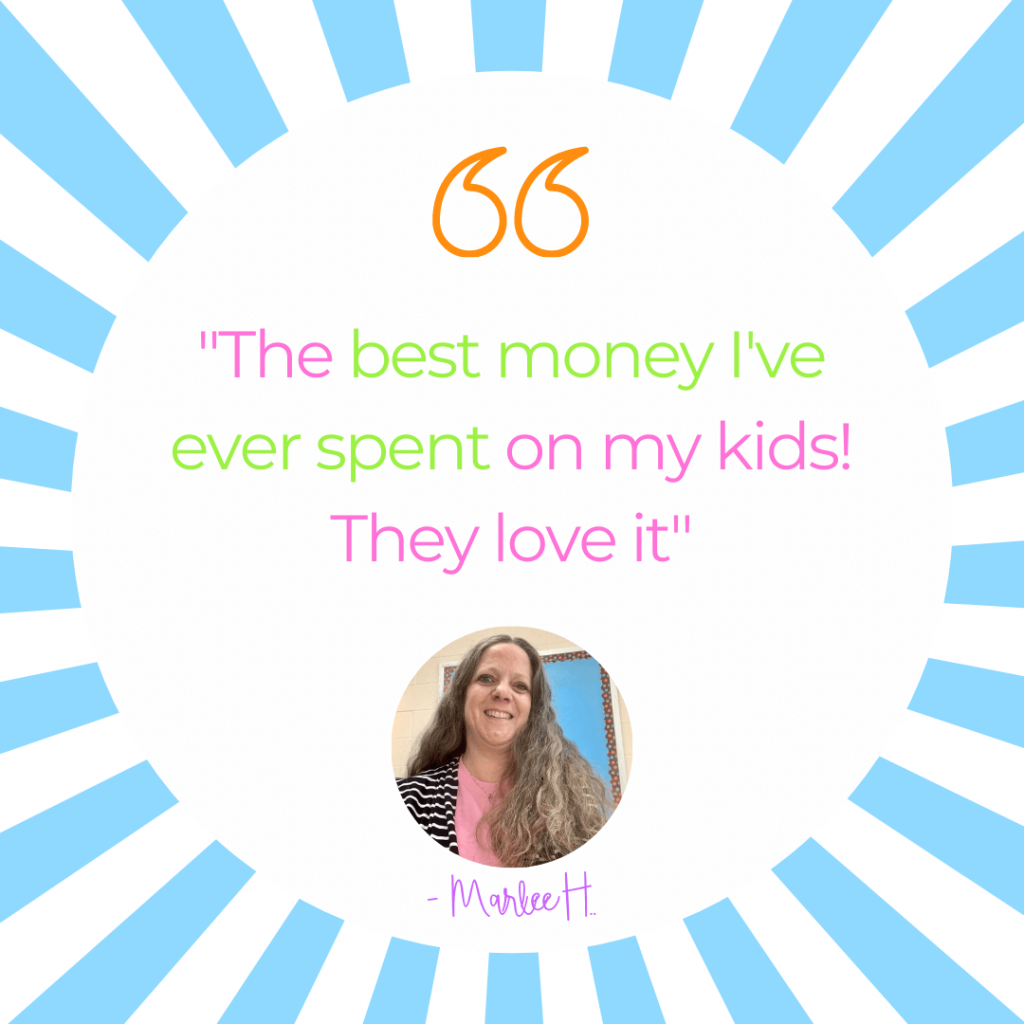 "The best money I've
ever spent on my kids!
They love it"
- Marlee H..